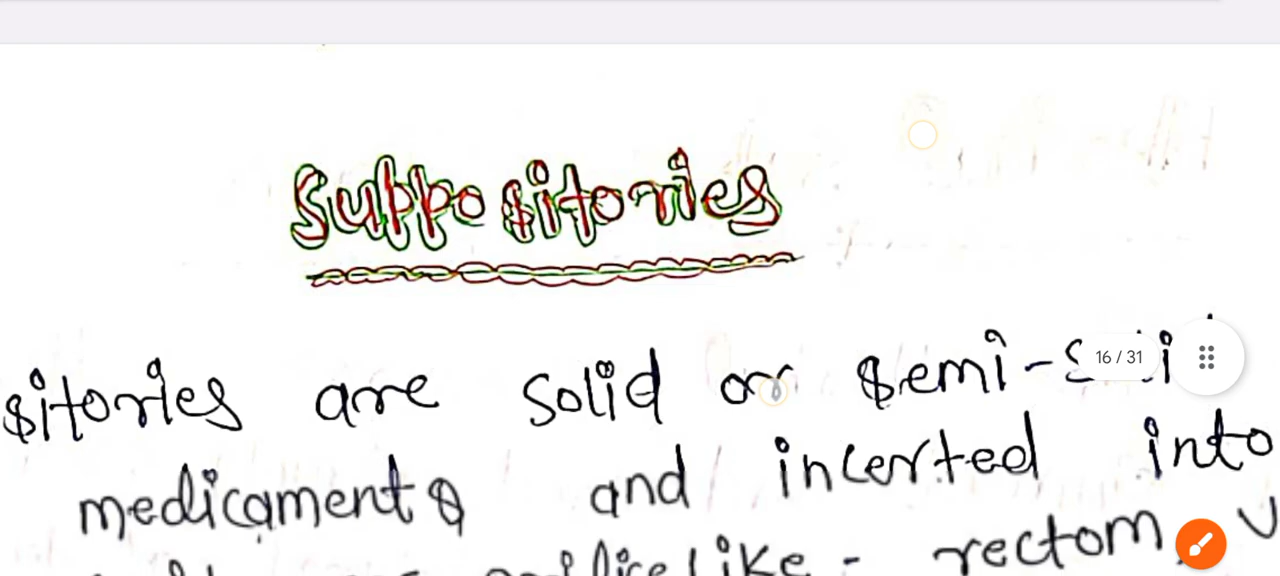 Suppositories
sitories are solid or semi-
16 / 31
medicaments and incerted into
like - rectom,